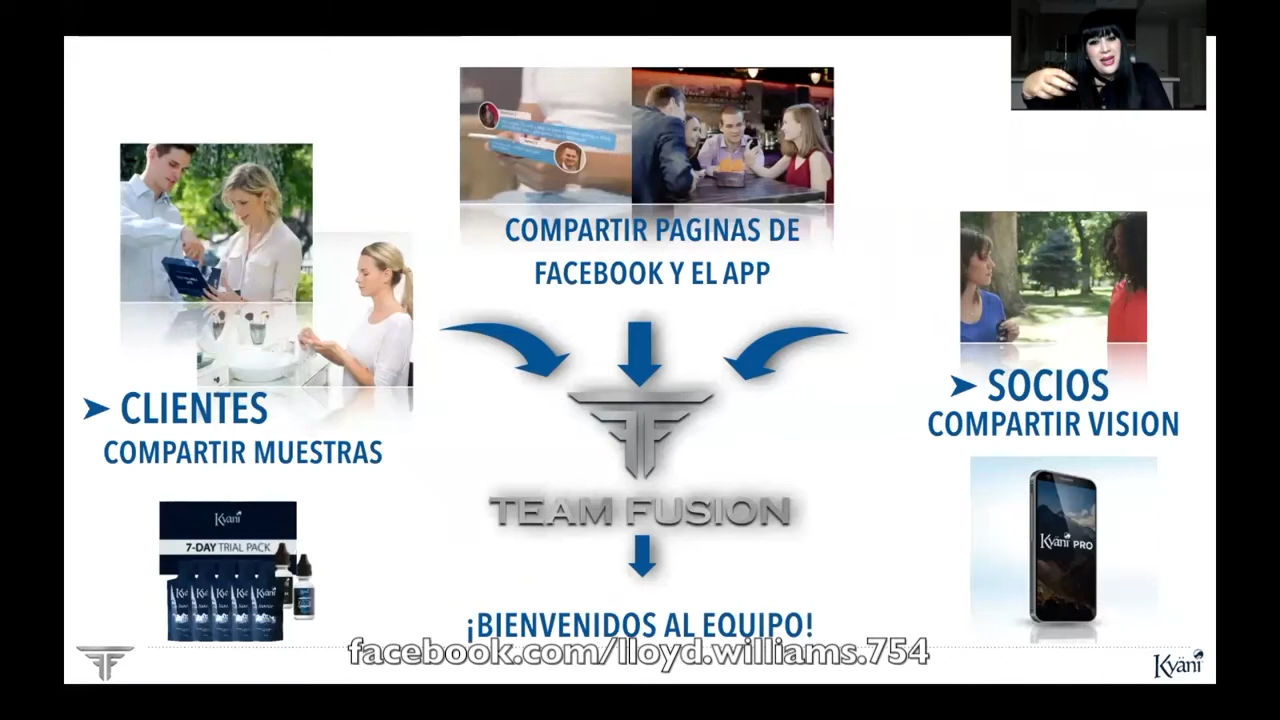 COMPARTIR PAGINAS DE
FACEBOOK Y EL APP
➤ CLIENTES
COMPARTIR MUESTRAS
➤ SOCIOS
COMPARTIR VISION
TEAM FUSION
Kyäni
7-DAY TRIAL PACK
Kyäni PRO
¡BIENVENIDOS AL EQUIPO!
facebook.com/lloyd.williams.754
Kyäni